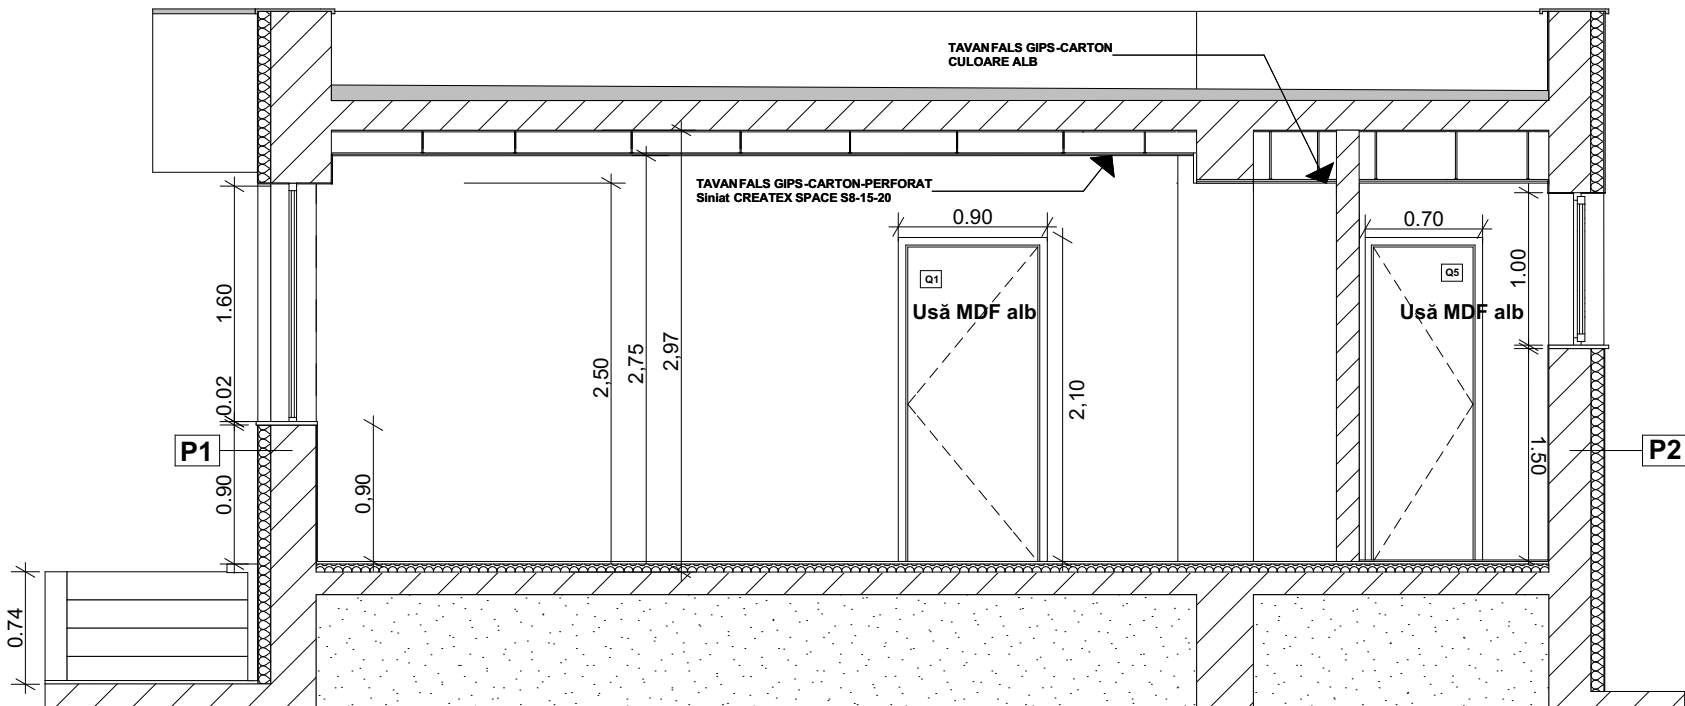 TAVAN FALS GIPS-CARTON
CULOARE ALB
TAVAN FALS GIPS-CARTON-PERFORAT
Siniat CREATEX SPACE S8-15-20
0.90
0.70
Q1
Q5
Usă MDF alb
Usă MDF alb
1.60
0.02
0.90
0,90
2,50
2,75
2,97
2,10
1.00
1.50
P1
P2
0.74